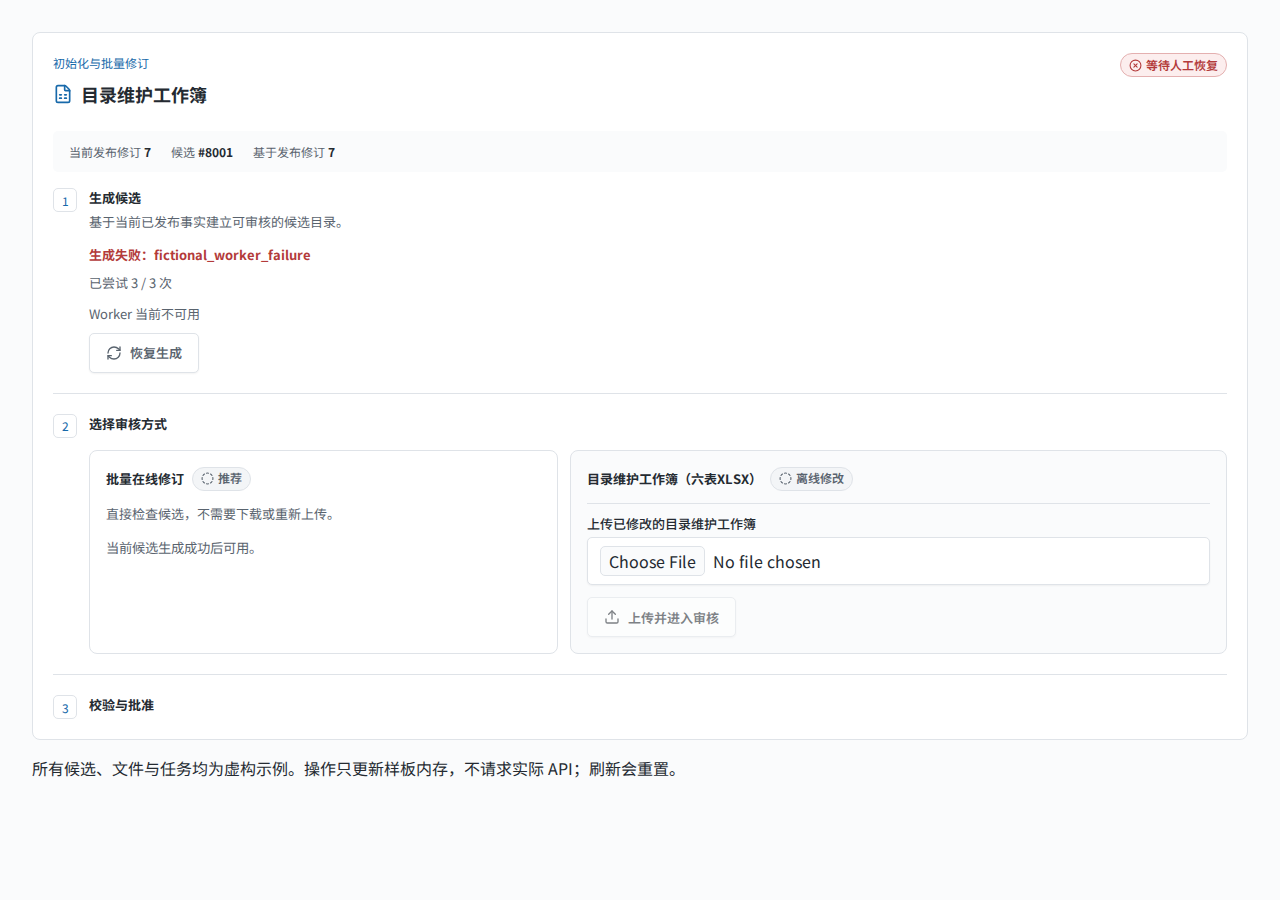 初始化与批量修订
等待人工恢复
目录维护工作簿
当前发布修订 7 候选 #8001 基于发布修订 7
1 生成候选
基于当前已发布事实建立可审核的候选目录。
生成失败：fictional_worker_failure
已尝试 3 / 3 次
Worker 当前不可用
恢复生成
2 选择审核方式
批量在线修订 推荐
直接检查候选，不需要下载或重新上传。
当前候选生成成功后可用。
目录维护工作簿（六表XLSX） 离线修改
上传已修改的目录维护工作簿
Choose File No file chosen
上传并进入审核
3 校验与批准
所有候选、文件与任务均为虚构示例。操作只更新样板内存，不请求实际 API；刷新会重置。